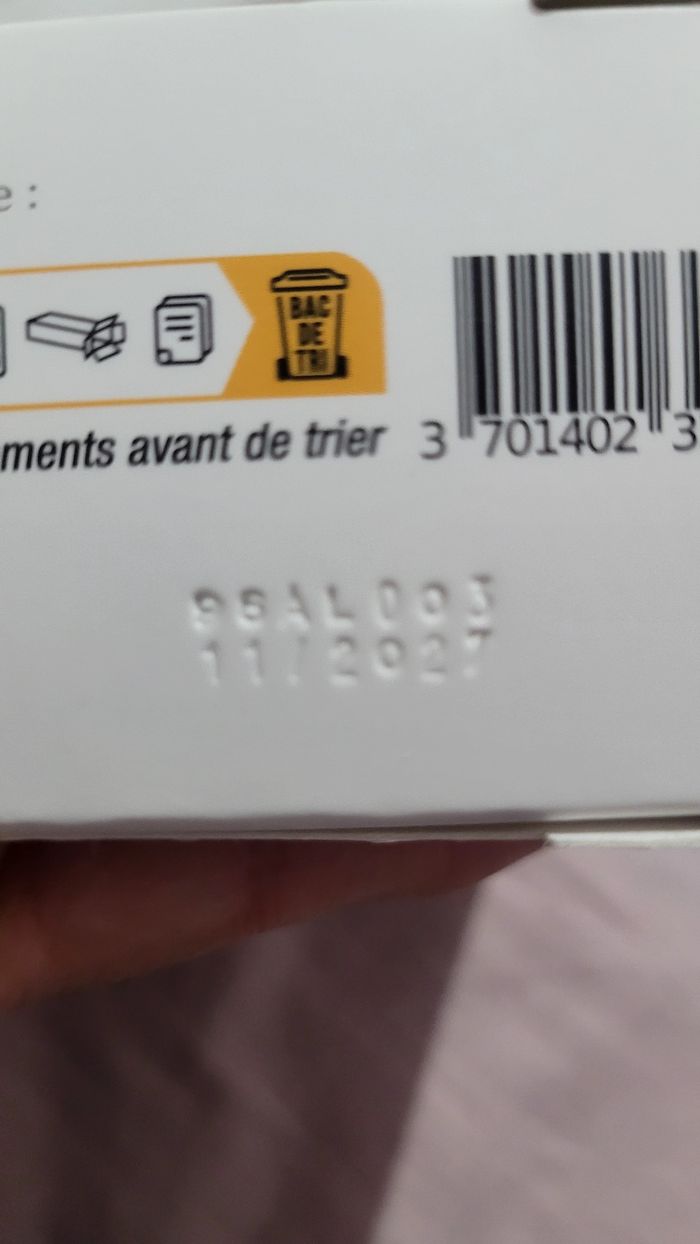 e :
BAC
DE
TRI
ments avant de trier
3 701402 3
11/2027